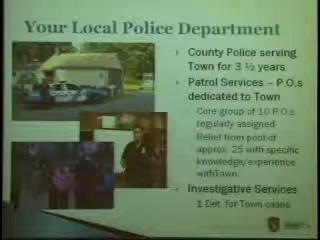 Your Local Police Department
County Police serving
Town for 3 ½ years
Patrol Services – P.O.s
dedicated to Town
Core group of 10 P.O.s
regularly assigned
Relief from pool of
approx. 25 with specific
knowledge/experience
withTown.
Investigative Services
1 Det. for Town cases